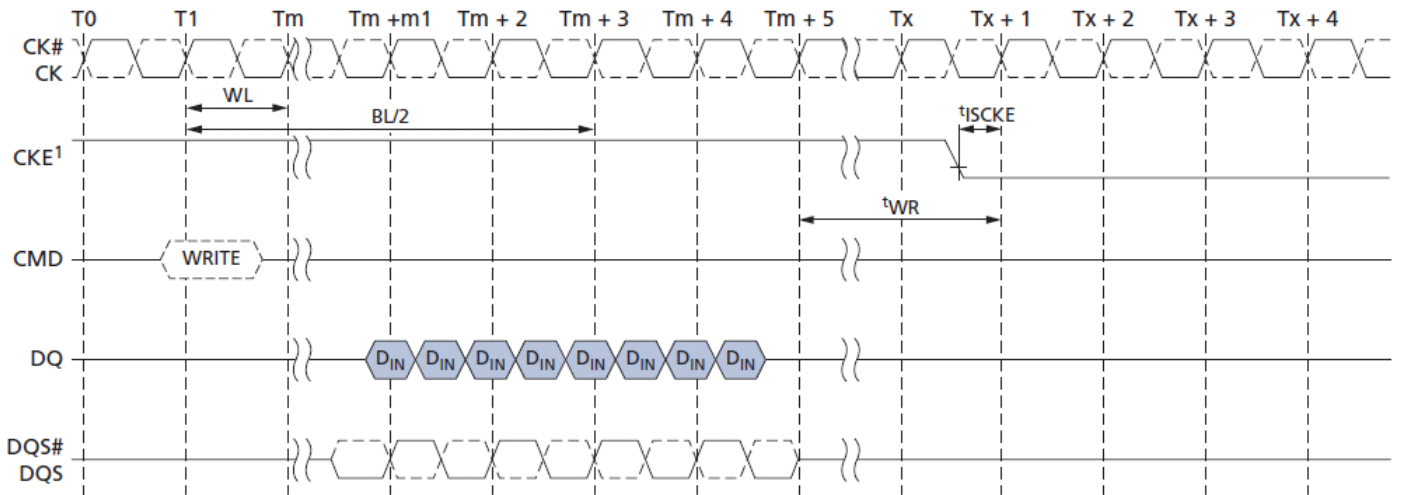 T0 T1 Tm Tm +m1 Tm + 2 Tm + 3 Tm + 4 Tm + 5 Tx Tx + 1 Tx + 2 Tx + 3 Tx + 4
CK#
CK
WL
BL/2
tISCKE
CKE1
tWR
CMD WRITE
DQ DIN DIN DIN DIN DIN DIN DIN DIN
DQS#
DQS